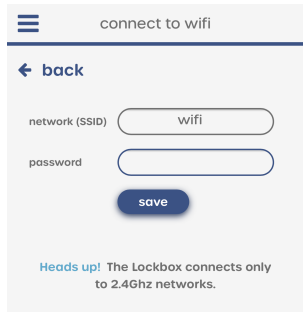 connect to wifi
back
network (SSID) wifi
password
save
Heads up! The Lockbox connects only
to 2.4Ghz networks.